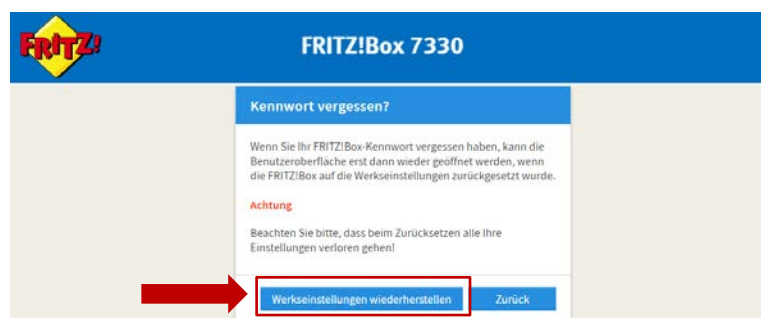 FRITZ!
FRITZ!Box 7330
Kennwort vergessen?
Wenn Sie Ihr FRITZ!Box-Kennwort vergessen haben, kann die
Benutzeroberfläche erst dann wieder geöffnet werden, wenn
die FRITZ!Box auf die Werkseinstellungen zurückgesetzt wurde.
Achtung
Beachten Sie bitte, dass beim Zurücksetzen alle Ihre
Einstellungen verloren gehen!
Werkseinstellungen wiederherstellen Zurück